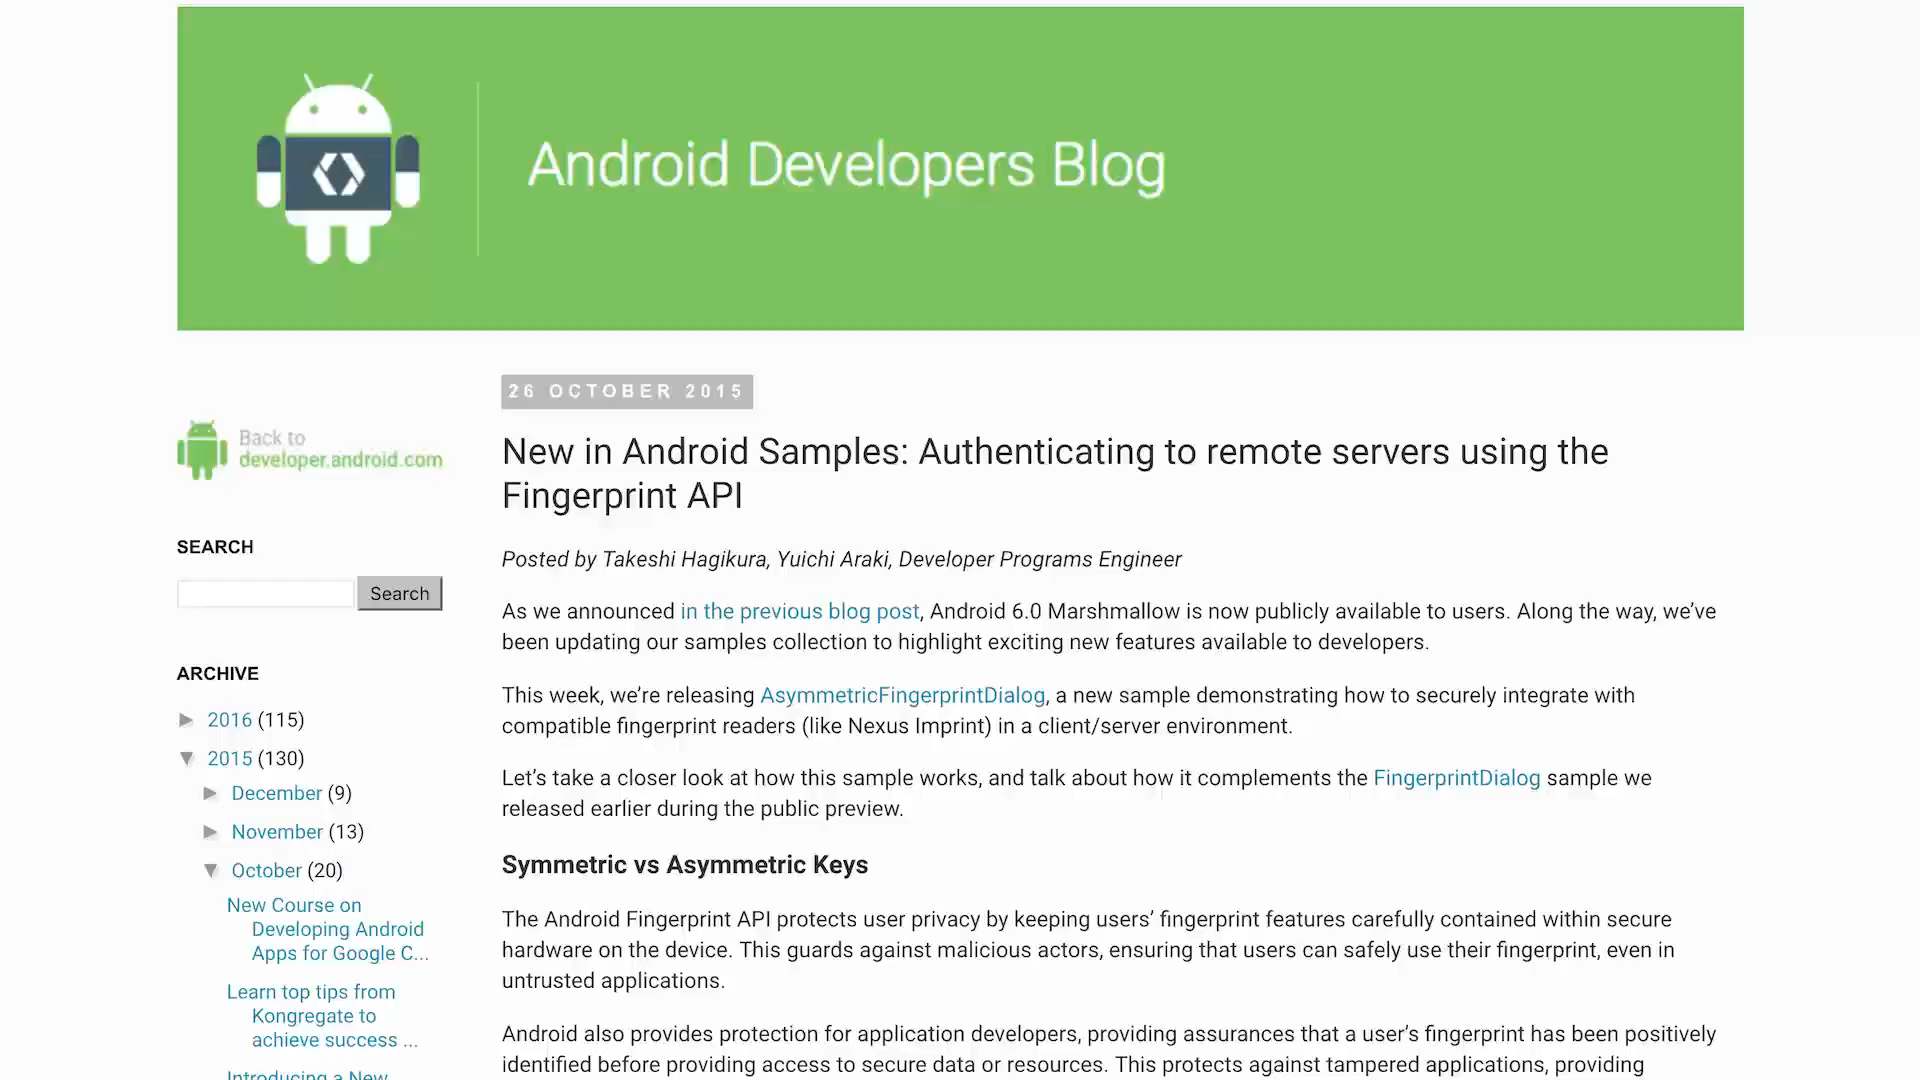 Android Developers Blog
26 OCTOBER 2015
New in Android Samples: Authenticating to remote servers using the
Fingerprint API
Posted by Takeshi Hagikura, Yuichi Araki, Developer Programs Engineer
As we announced in the previous blog post, Android 6.0 Marshmallow is now publicly available to users. Along the way, we’ve
been updating our samples collection to highlight exciting new features available to developers.
This week, we’re releasing AsymmetricFingerprintDialog, a new sample demonstrating how to securely integrate with
compatible fingerprint readers (like Nexus Imprint) in a client/server environment.
Let’s take a closer look at how this sample works, and talk about how it complements the FingerprintDialog sample we
released earlier during the public preview.
Symmetric vs Asymmetric Keys
The Android Fingerprint API protects user privacy by keeping users’ fingerprint features carefully contained within secure
hardware on the device. This guards against malicious actors, ensuring that users can safely use their fingerprint, even in
untrusted applications.
Android also provides protection for application developers, providing assurances that a user’s fingerprint has been positively
identified before providing access to secure data or resources. This protects against tampered applications, providing
Back to
developer.android.com
SEARCH
Search
ARCHIVE
► 2016 (115)
▼ 2015 (130)
► December (9)
► November (13)
▼ October (20)
New Course on
Developing Android
Apps for Google C...
Learn top tips from
Kongregate to
achieve success ...
Introducing a New